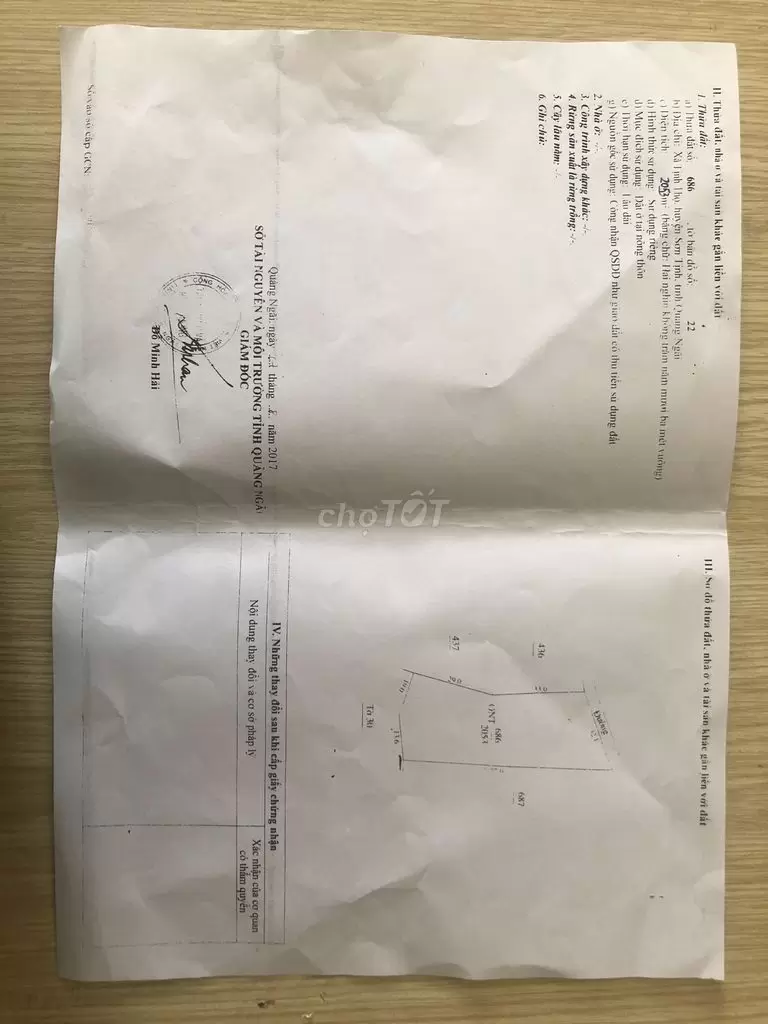 II. Thửa đất, nhà ở và tài sản khác gắn liền với đất
1. Thửa đất:
a) Thửa đất số: 686 , tờ bản đồ số: 22
b) Địa chỉ: Xã Tịnh Thọ, huyện Sơn Tịnh, tỉnh Quảng Ngãi
c) Diện tích: 2053m² (bằng chữ: Hai nghìn không trăm năm mươi ba mét vuông)
d) Hình thức sử dụng: Sử dụng riêng
đ) Mục đích sử dụng: Đất ở tại nông thôn
e) Thời hạn sử dụng: Lâu dài
g) Nguồn gốc sử dụng: Công nhận QSDĐ như giao đất có thu tiền sử dụng đất
2. Nhà ở: -/-
3. Công trình xây dựng khác: -/-
4. Rừng sản xuất là rừng trồng: -/-
5. Cây lâu năm: -/-
6. Ghi chú:
Quảng Ngãi, ngày tháng năm 2017
SỞ TÀI NGUYÊN VÀ MÔI TRƯỜNG TỈNH QUẢNG NGÃI
GIÁM ĐỐC
Đỗ Minh Hải
Số vào sổ cấp GCN:
III. Sơ đồ thửa đất, nhà ở và tài sản khác gắn liền với đất
Đường
436
437
ONT 686
2053
687
13.6
Tờ 30
IV. Những thay đổi sau khi cấp giấy chứng nhận
Nội dung thay đổi và cơ sở pháp lý
Xác nhận của cơ quan
có thẩm quyền
chợTỐT